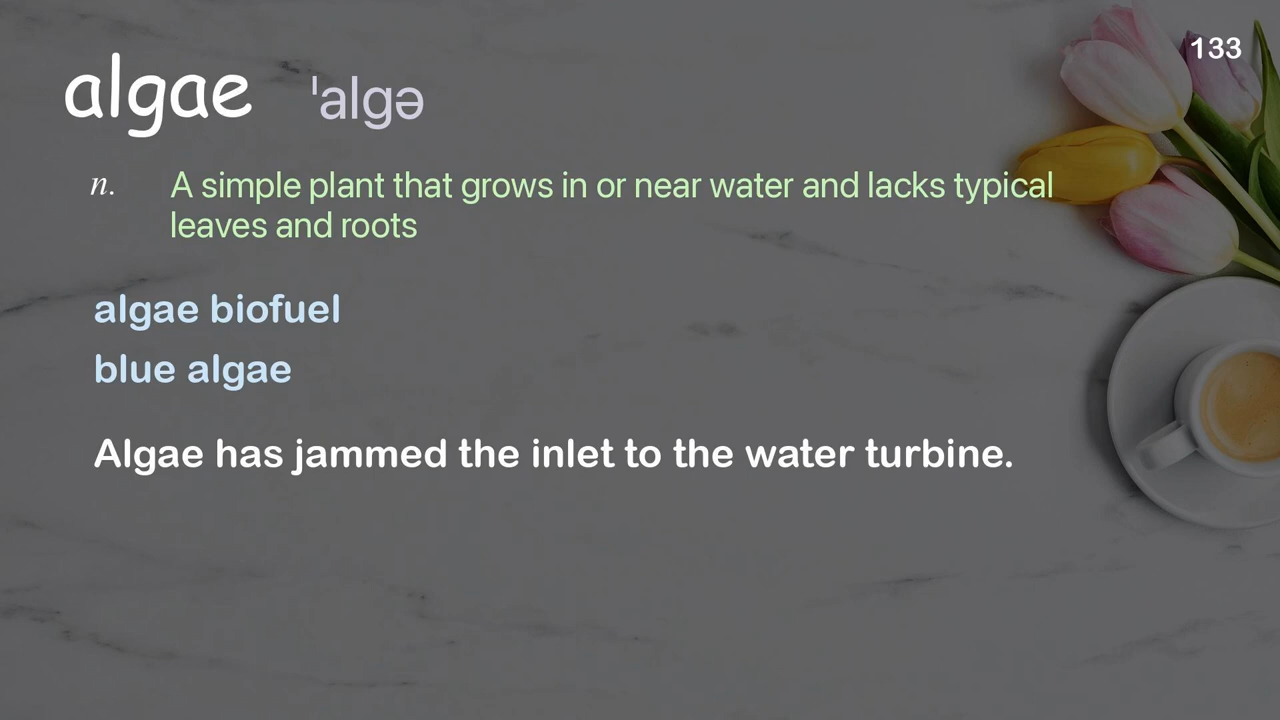 133
algae ˈalgə
n. A simple plant that grows in or near water and lacks typical
leaves and roots
algae biofuel
blue algae
Algae has jammed the inlet to the water turbine.